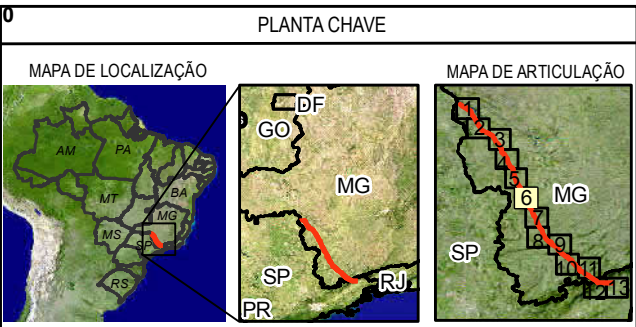 0
PLANTA CHAVE
MAPA DE LOCALIZAÇÃO
AM
PA
MT
BA
MG
MS
SP
RS
DF
GO
MG
SP
RJ
PR
MAPA DE ARTICULAÇÃO
1
2
3
4
5
6
MG
7
8
9
SP
10
11
12
13